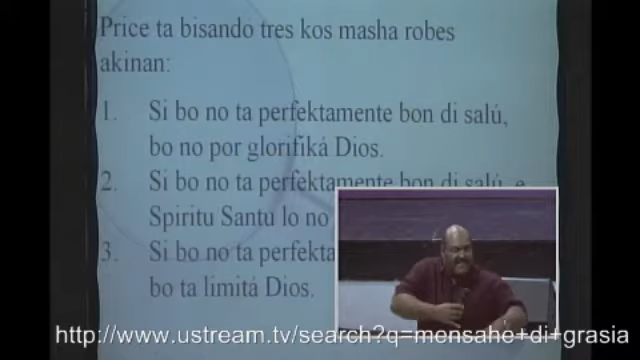 Price ta bisando tres kos masha robes
akinan:
1. Si bo no ta perfektamente bon di salú,
bo no por glorifiká Dios.
2. Si bo no ta perfektamente bon di salú, e
Spiritu Santu lo no
3. Si bo no ta perfekta
bo ta limitá Dios.
http://www.ustream.tv/search?q=mensahe+di+grasia